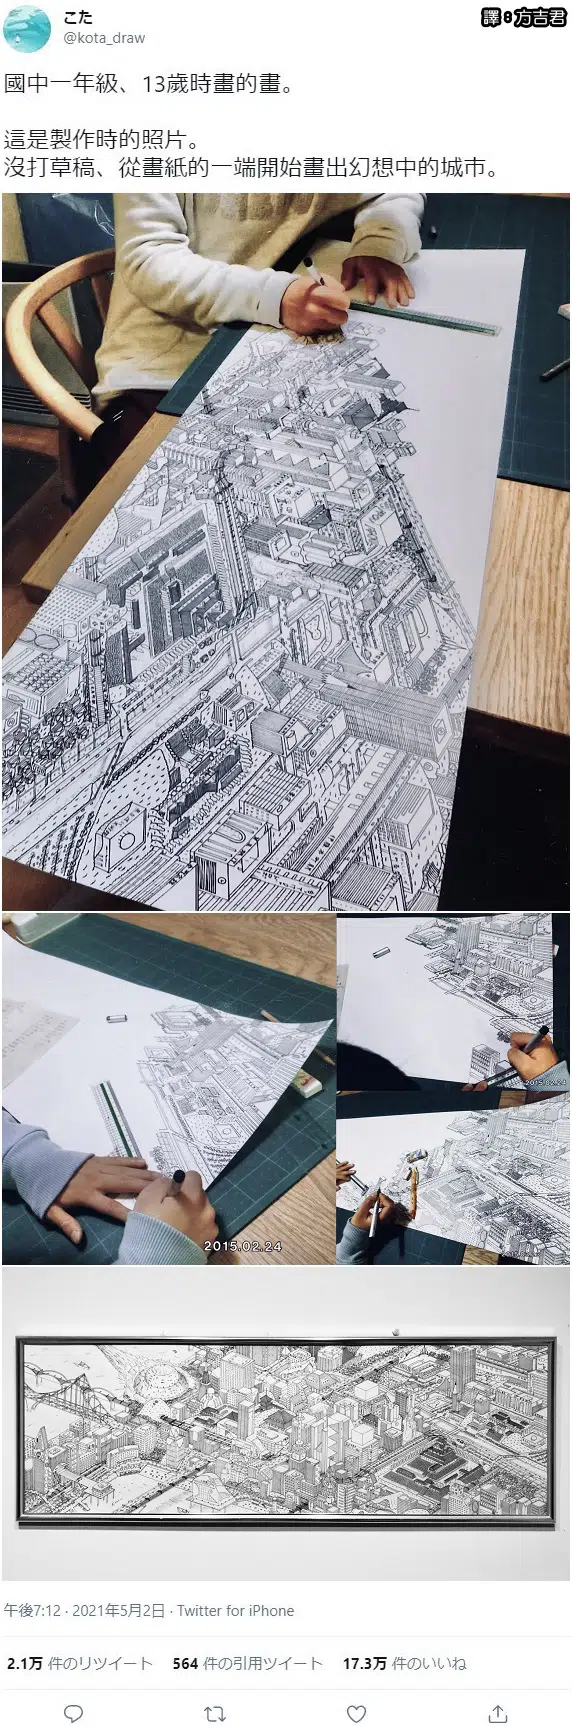 こた
譯8方吉君
@kota_draw
國中一年級、13歲時畫的畫。
這是製作時的照片。
沒打草稿、從畫紙的一端開始畫出幻想中的城市。
2015.02.24
2015.02.24
午後7:12 · 2021年5月2日 · Twitter for iPhone
2.1万 件のリツイート 564 件の引用ツイート 17.3万 件のいいね